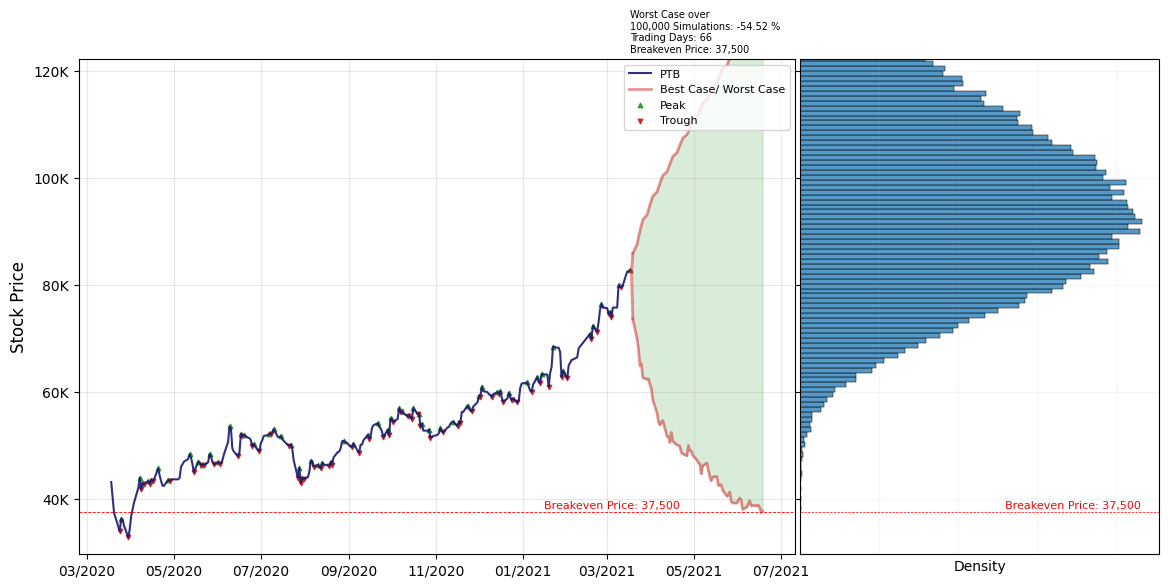 Worst Case over
100,000 Simulations: -54.52 %
Trading Days: 66
Breakeven Price: 37,500
120K
100K
80K
60K
40K
Stock Price
PTB
Best Case/ Worst Case
Peak
Trough
Breakeven Price: 37,500
Breakeven Price: 37,500
03/2020 05/2020 07/2020 09/2020 11/2020 01/2021 03/2021 05/2021 07/2021
Density